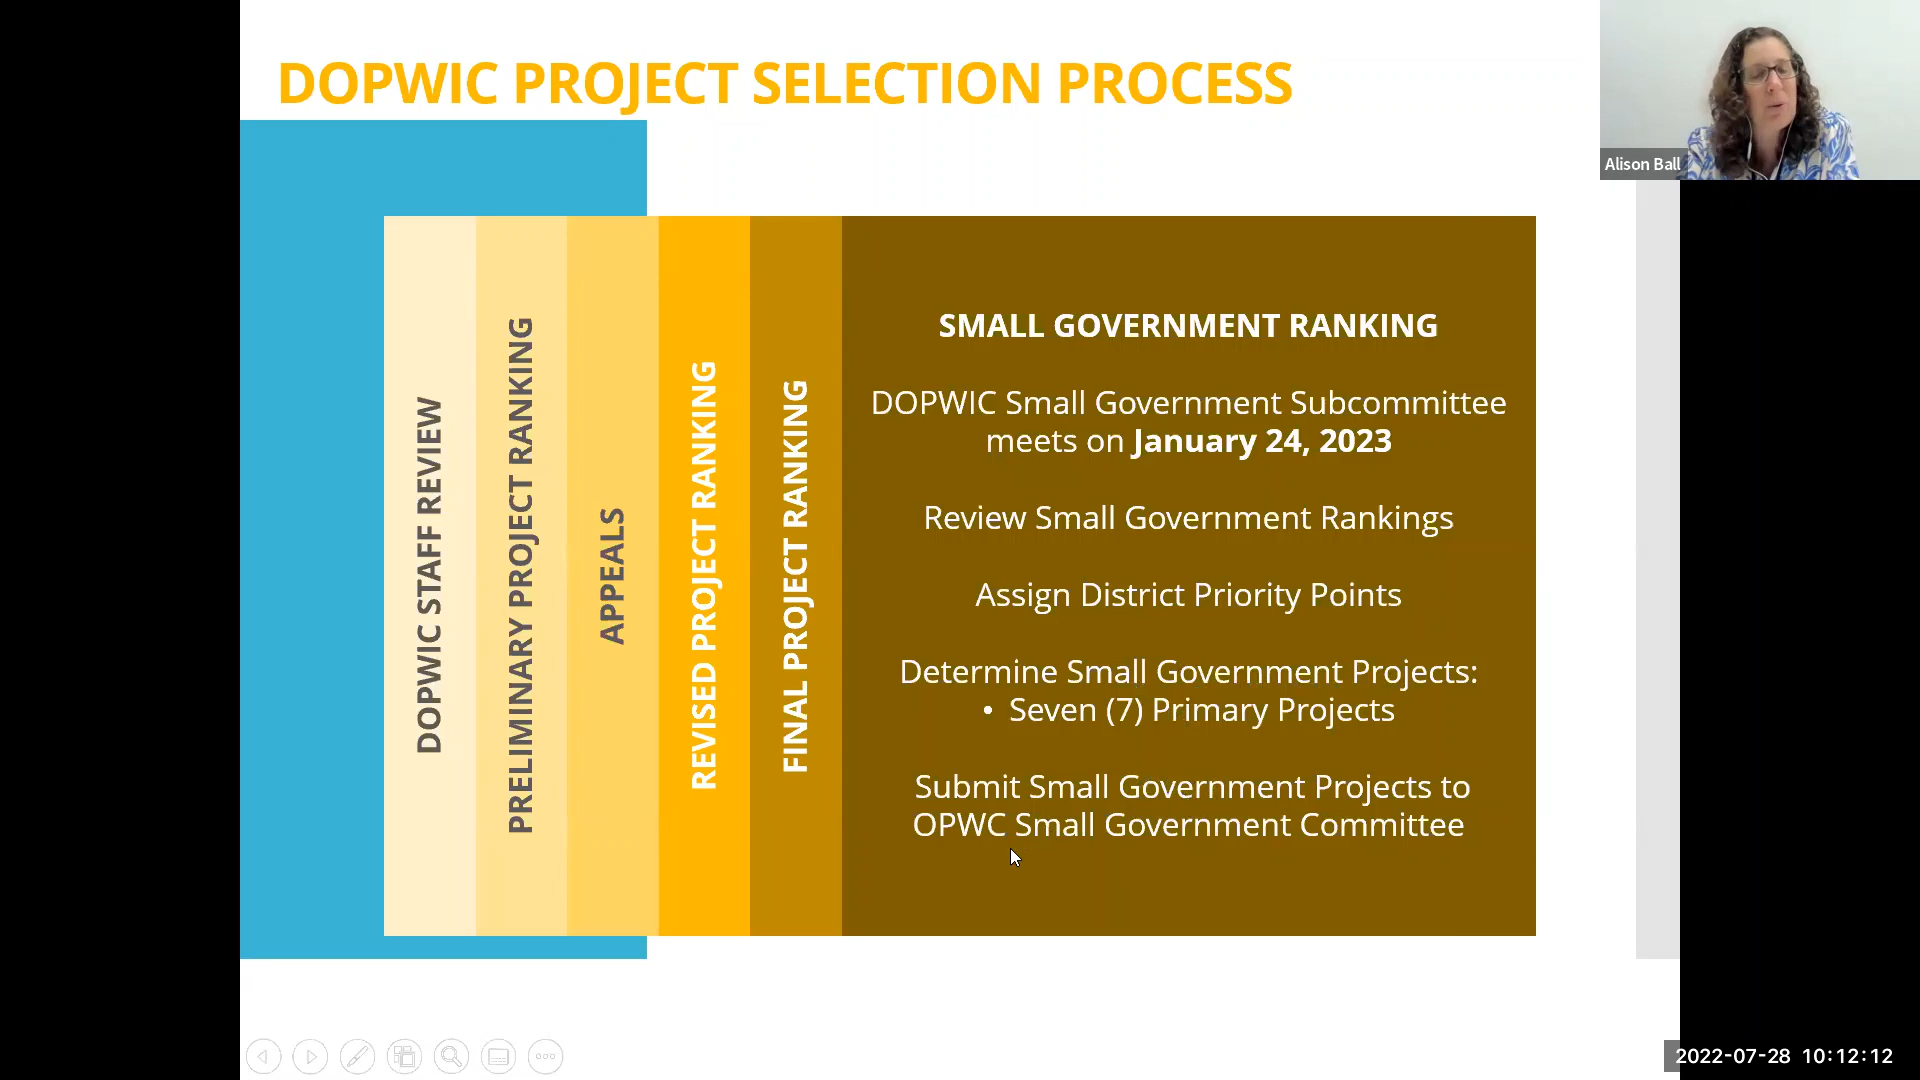 DOPWIC PROJECT SELECTION PROCESS
Alison Ball
DOPWIC STAFF REVIEW
PRELIMINARY PROJECT RANKING
APPEALS
REVISED PROJECT RANKING
FINAL PROJECT RANKING
SMALL GOVERNMENT RANKING
DOPWIC Small Government Subcommittee
meets on January 24, 2023
Review Small Government Rankings
Assign District Priority Points
Determine Small Government Projects:
• Seven (7) Primary Projects
Submit Small Government Projects to
OPWC Small Government Committee
2022-07-28 10:12:12